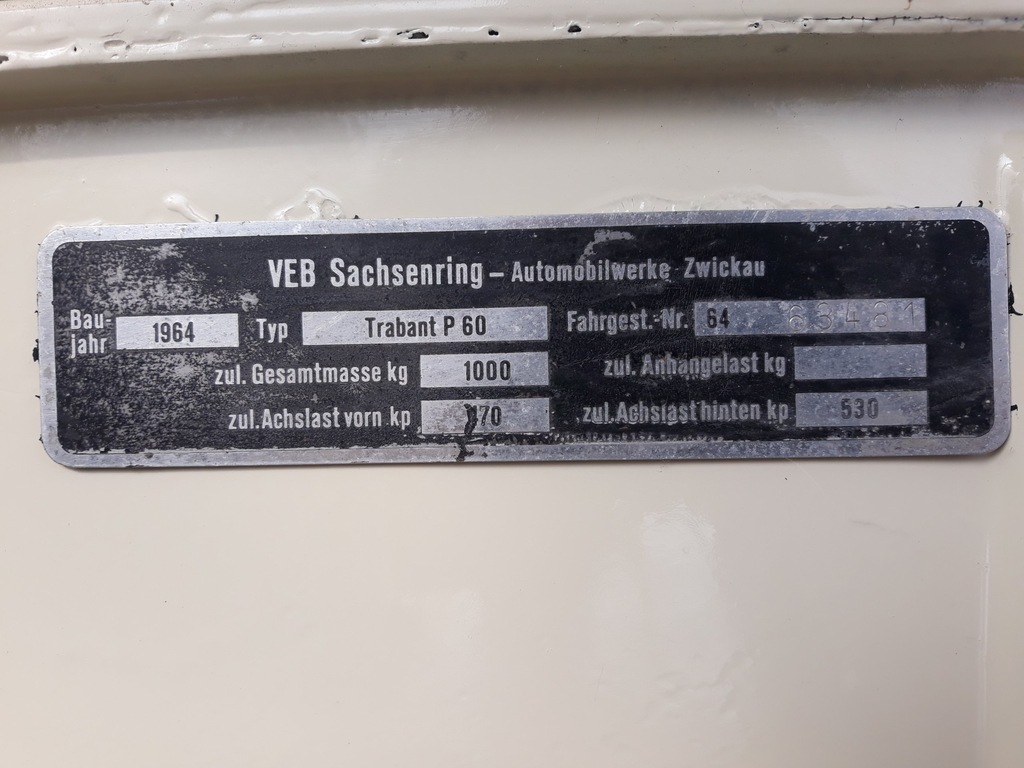 VEB Sachsenring – Automobilwerke Zwickau
Bau-
jahr 1964 Typ Trabant P 60 Fahrgest.-Nr. 64
zul. Gesamtmasse kg 1000 zul. Anhangelast kg
zul. Achslast vorn kp zul. Achslast hinten kp 530